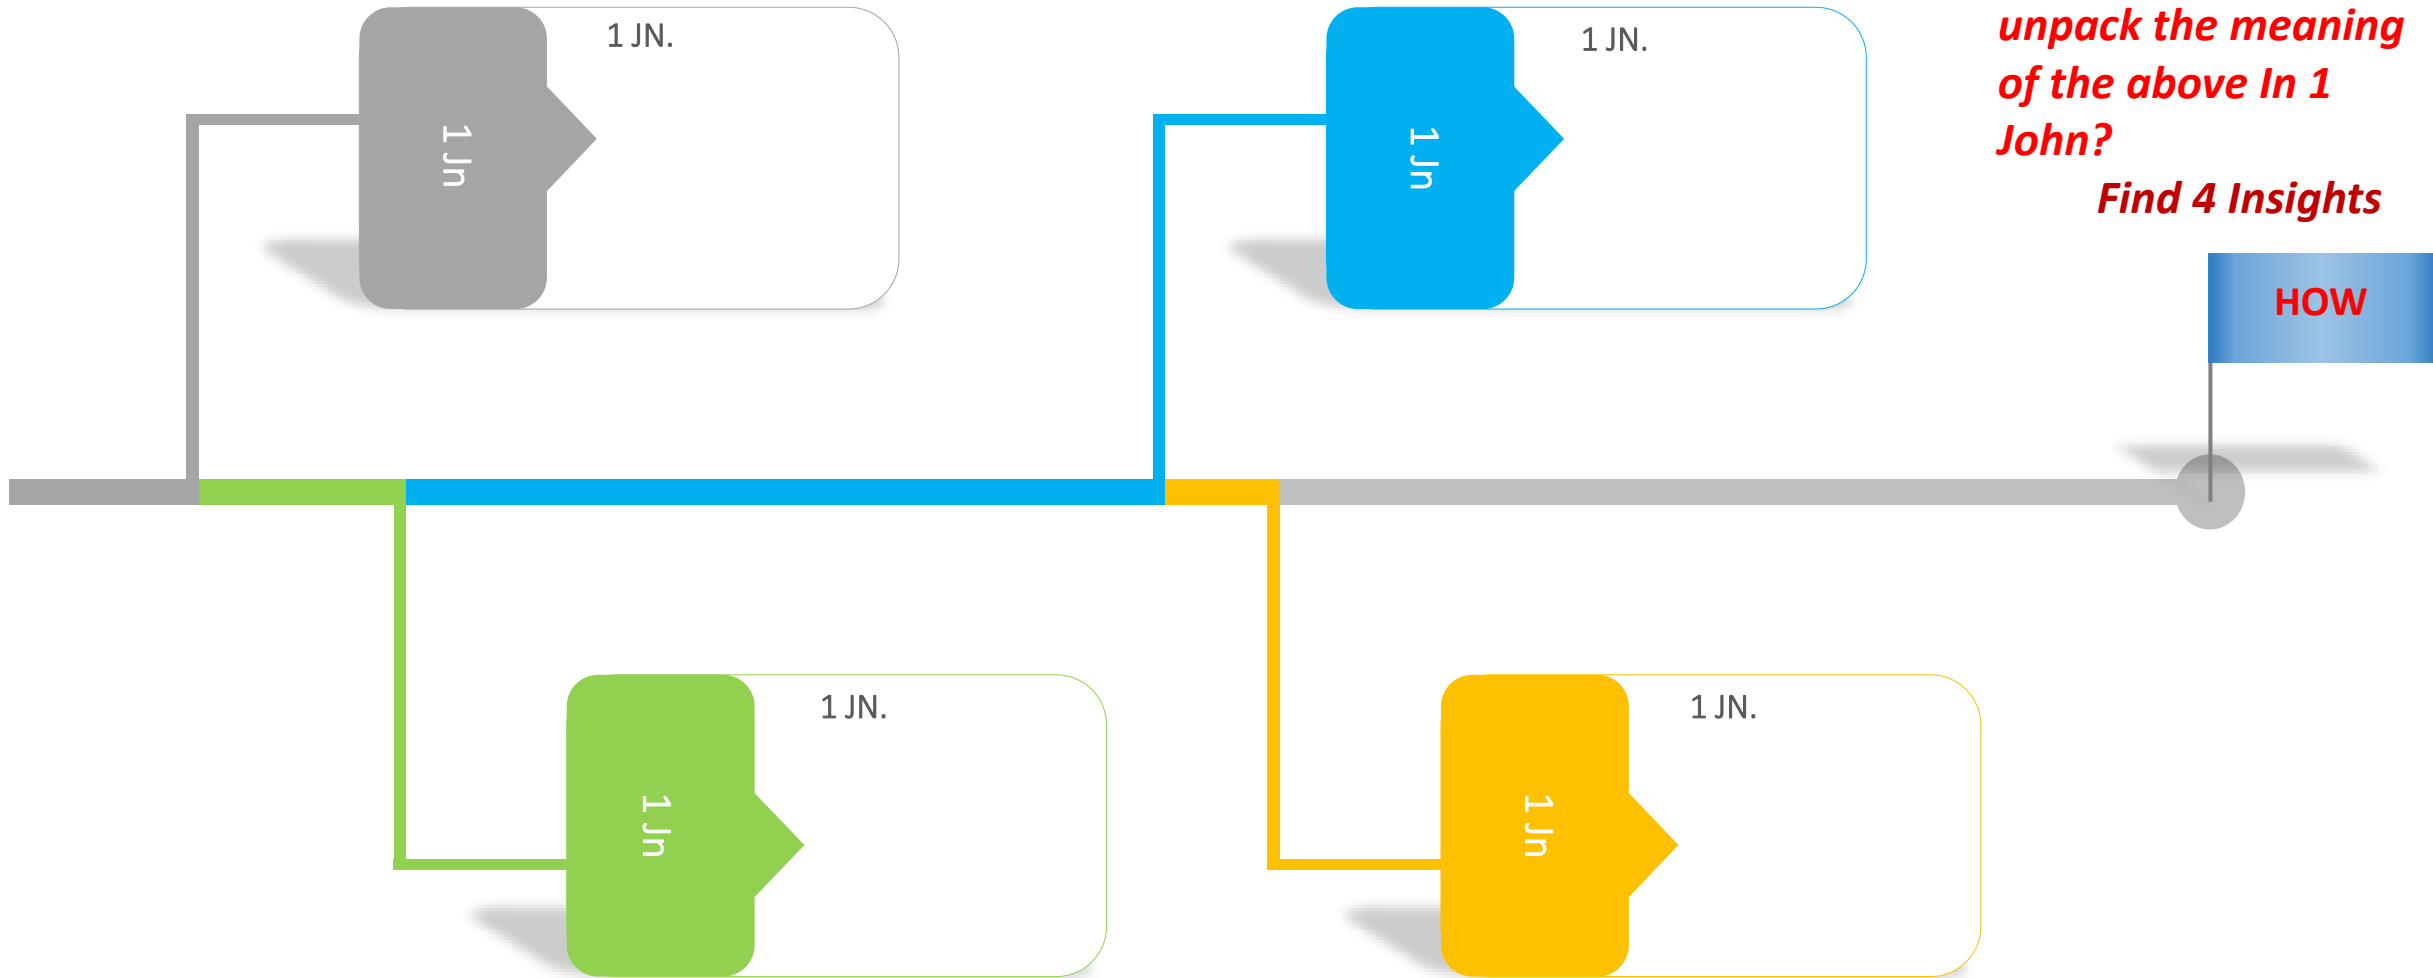 1 JN.
1 Jn
1 JN.
1 Jn
unpack the meaning
of the above In 1
John?
Find 4 Insights
HOW
1 JN.
1 Jn
1 JN.
1 Jn